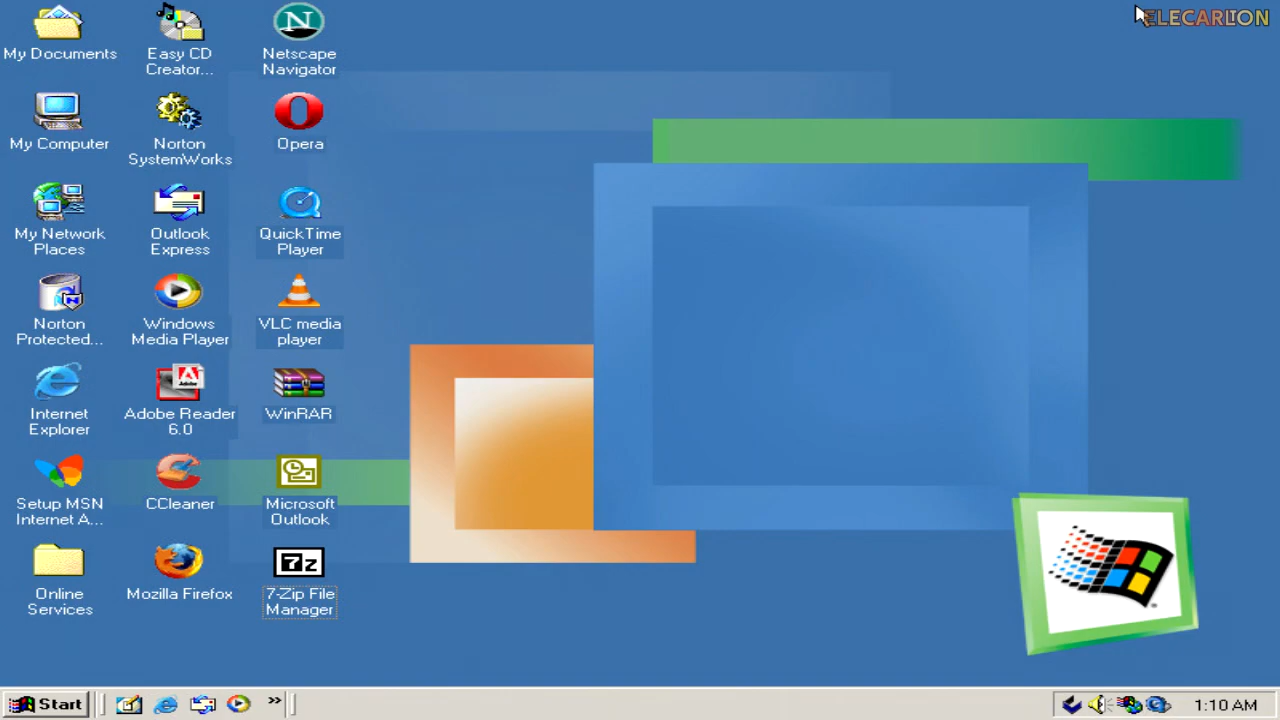 My Documents
Easy CD
Creator...
Netscape
Navigator
My Computer
Norton
SystemWorks
Opera
My Network
Places
Outlook
Express
QuickTime
Player
Norton
Protected...
Windows
Media Player
VLC media
player
Internet
Explorer
Adobe Reader
6.0
WinRAR
Setup MSN
Internet A...
CCleaner
Microsoft
Outlook
Online
Services
Mozilla Firefox
7-Zip File
Manager
Start
1:10 AM